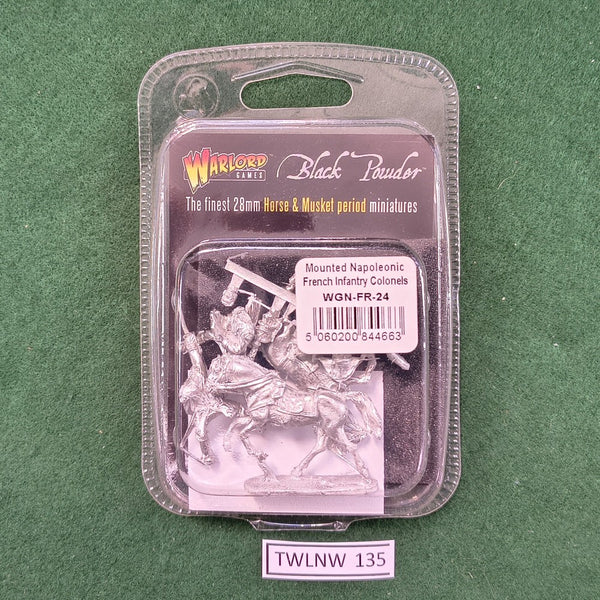 WARLORD
GAMES
Black Powder™
The finest 28mm Horse & Musket period miniatures
Mounted Napoleonic
French Infantry Colonels
WGN-FR-24
5 060200 844663
TWLNW 135